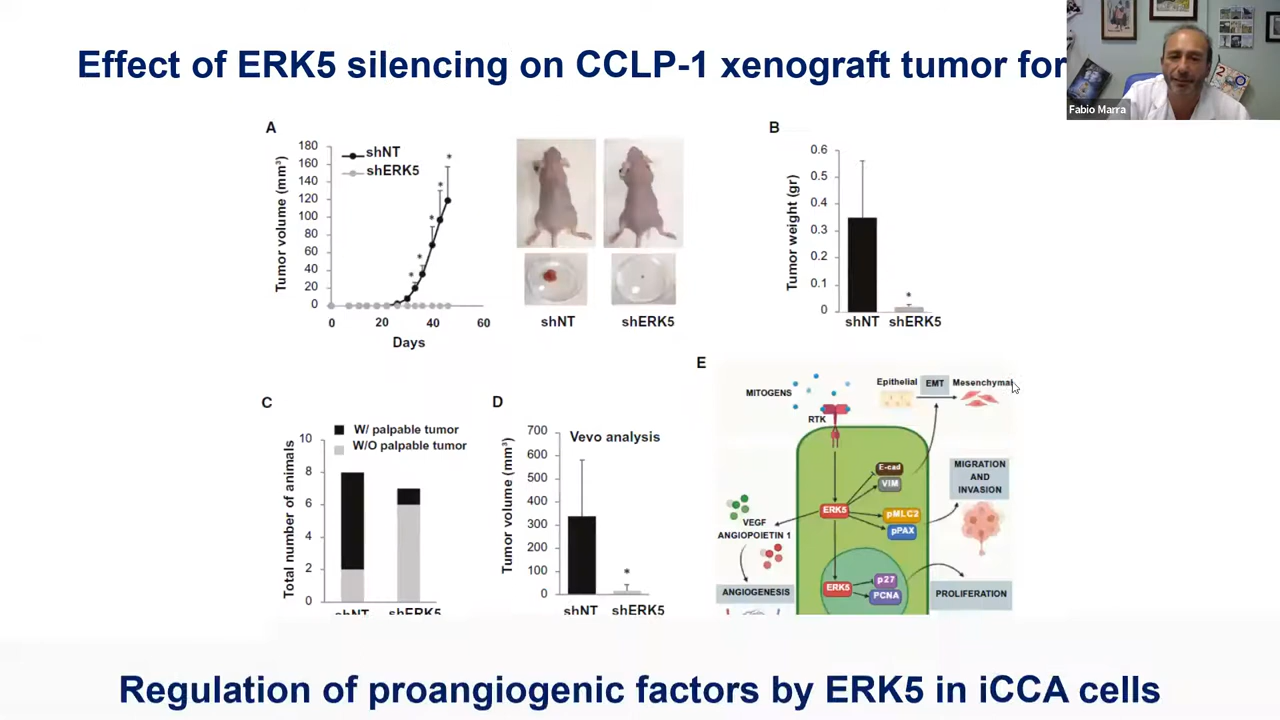 Effect of ERK5 silencing on CCLP-1 xenograft tumor for
Fabio Marra
A
180
160
140
120
100
80
60
40
20
0
Tumor volume (mm³)
shNT
shERK5
*
*
*
*
*
*
0 20 40 60
Days
shNT shERK5
B
0.6
0.5
0.4
0.3
0.2
0.1
0
Tumor weight (gr)
*
shNT shERK5
C
W/ palpable tumor
W/O palpable tumor
10
8
6
4
2
0
Total number of animals
shNT shERK5
D
Vevo analysis
700
600
500
400
300
200
100
0
Tumor volume (mm³)
*
shNT shERK5
E
MITOGENS
RTK
Epithelial EMT Mesenchymal
E-cad
VIM
MIGRATION
AND
INVASION
ERK5
pMLC2
pPAX
VEGF
ANGIOPOIETIN 1
ANGIOGENESIS
ERK5
p27
PCNA
PROLIFERATION
Regulation of proangiogenic factors by ERK5 in iCCA cells